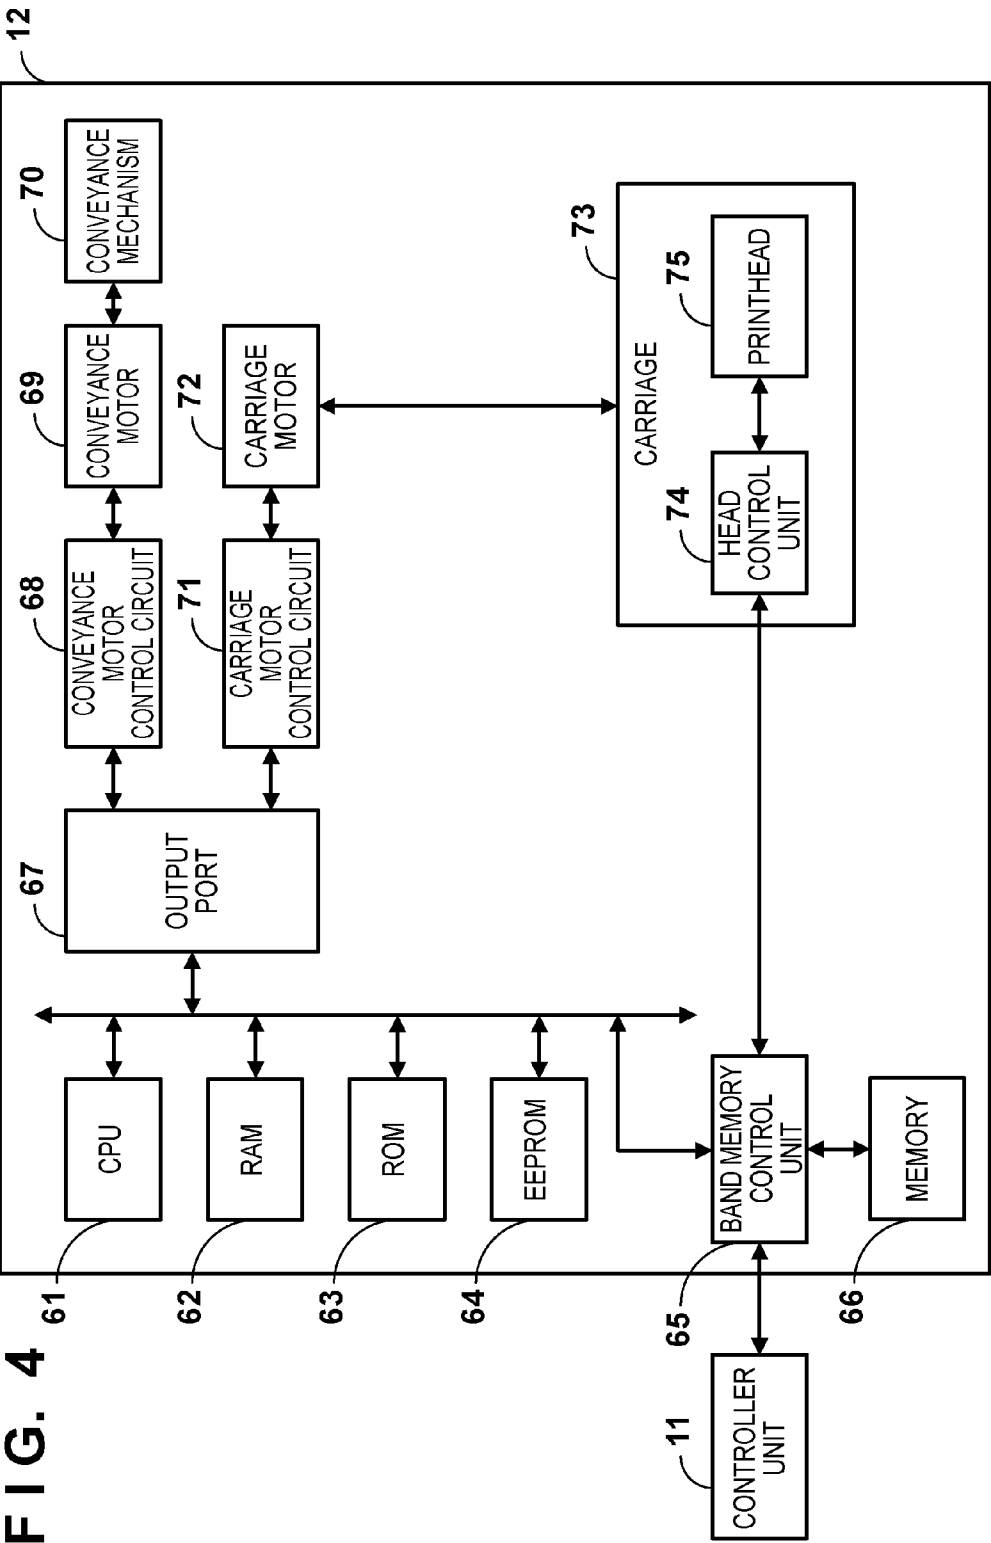 FIG. 4
12
61
CPU
62
RAM
63
ROM
64
EEPROM
65
BAND MEMORY
CONTROL
UNIT
66
MEMORY
11
CONTROLLER
UNIT
67
OUTPUT
PORT
68
CONVEYANCE
MOTOR
CONTROL CIRCUIT
69
CONVEYANCE
MOTOR
70
CONVEYANCE
MECHANISM
71
CARRIAGE
MOTOR
CONTROL CIRCUIT
72
CARRIAGE
MOTOR
73
CARRIAGE
74
HEAD
CONTROL
UNIT
75
PRINTHEAD